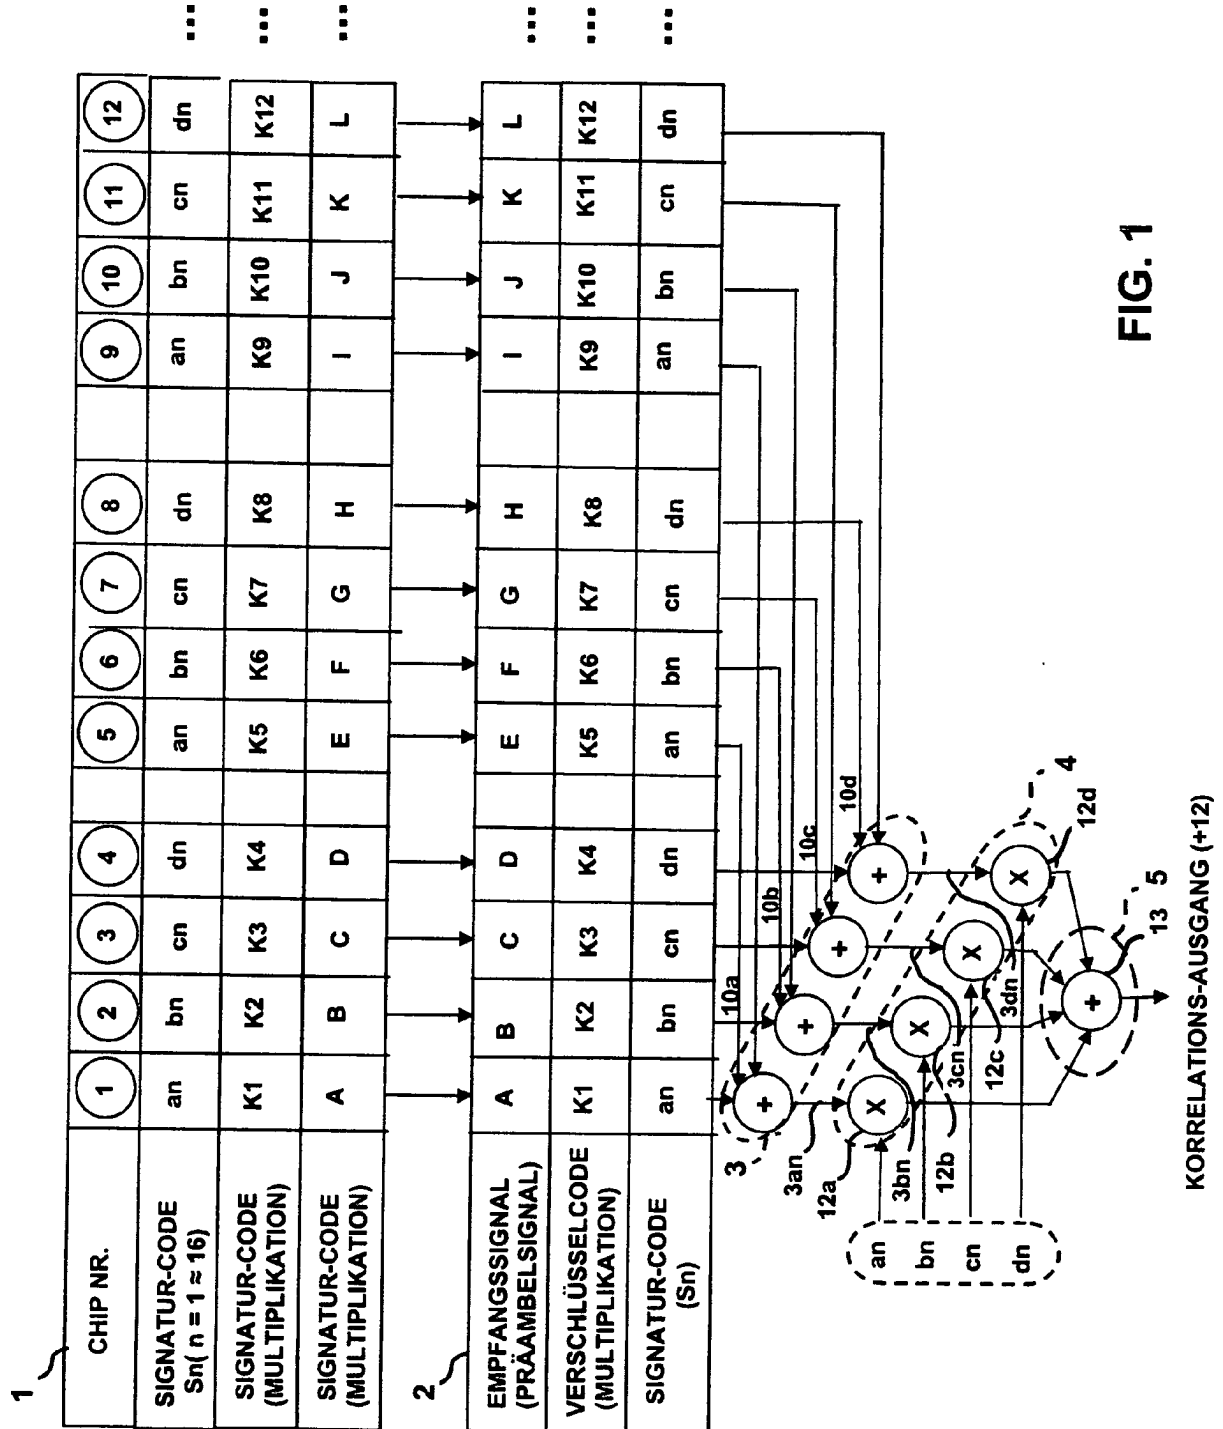 1
CHIP NR. 1 2 3 4 5 6 7 8 9 10 11 12
SIGNATUR-CODE
Sn( n = 1 ≈ 16) an bn cn dn an bn cn dn an bn cn dn ...
SIGNATUR-CODE
(MULTIPLIKATION) K1 K2 K3 K4 K5 K6 K7 K8 K9 K10 K11 K12 ...
SIGNATUR-CODE
(MULTIPLIKATION) A B C D E F G H I J K L ...
2
EMPFANGSSIGNAL
(PRÄAMBELSIGNAL) A B C D E F G H I J K L ...
VERSCHLÜSSELCODE
(MULTIPLIKATION) K1 K2 K3 K4 K5 K6 K7 K8 K9 K10 K11 K12 ...
SIGNATUR-CODE
(Sn) an bn cn dn an bn cn dn an bn cn dn ...
3
10a
10b
10c
10d
+ + + +
3an
12a
3bn
12b
3cn
12c
3dn
12d
4
X X X X
an
bn
cn
dn
+
13
5
KORRELATIONS-AUSGANG (+12)
FIG. 1